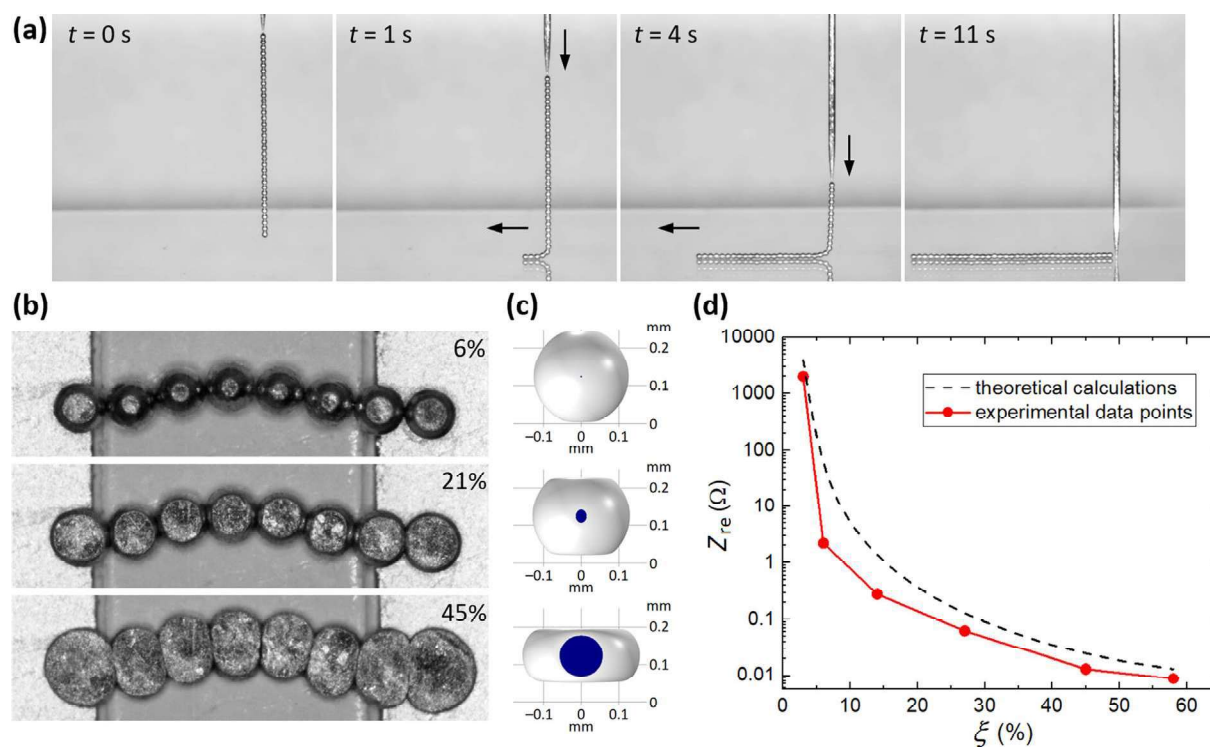 (a)
t = 0 s
t = 1 s
t = 4 s
t = 11 s
(b)
6%
21%
45%
(c)
mm
0.2
0.1
0
−0.1 0 0.1
mm
mm
0.2
0.1
0
−0.1 0 0.1
mm
mm
0.2
0.1
0
−0.1 0 0.1
mm
(d)
10000
1000
100
10
1
0.1
0.01
Z_re (Ω)
theoretical calculations
experimental data points
0 10 20 30 40 50 60
ξ (%)